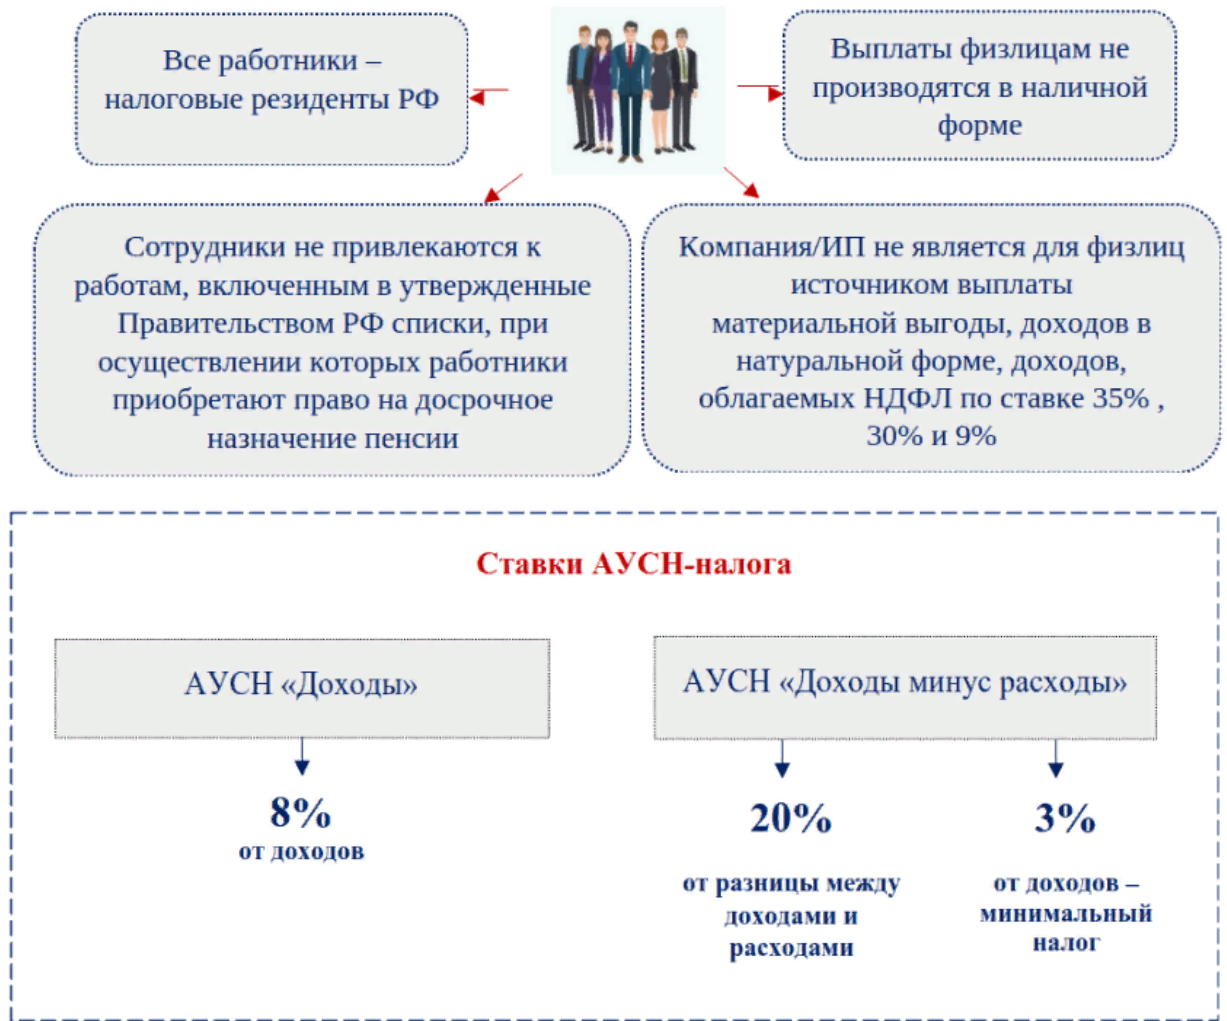 Все работники –
налоговые резиденты РФ
Выплаты физлицам не
производятся в наличной
форме
Сотрудники не привлекаются к
работам, включенным в утвержденные
Правительством РФ списки, при
осуществлении которых работники
приобретают право на досрочное
назначение пенсии
Компания/ИП не является для физлиц
источником выплаты
материальной выгоды, доходов в
натуральной форме, доходов,
облагаемых НДФЛ по ставке 35% ,
30% и 9%
Ставки АУСН-налога
АУСН «Доходы»
8%
от доходов
АУСН «Доходы минус расходы»
20%
от разницы между
доходами и
расходами
3%
от доходов –
минимальный
налог